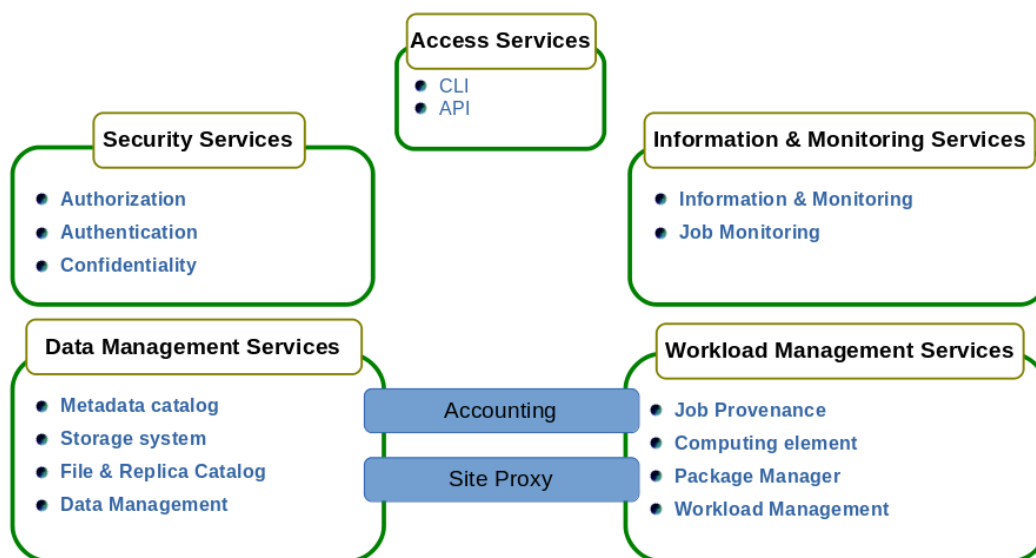 Access Services
CLI
API
Security Services
Authorization
Authentication
Confidentiality
Information & Monitoring Services
Information & Monitoring
Job Monitoring
Data Management Services
Metadata catalog
Storage system
File & Replica Catalog
Data Management
Accounting
Site Proxy
Workload Management Services
Job Provenance
Computing element
Package Manager
Workload Management